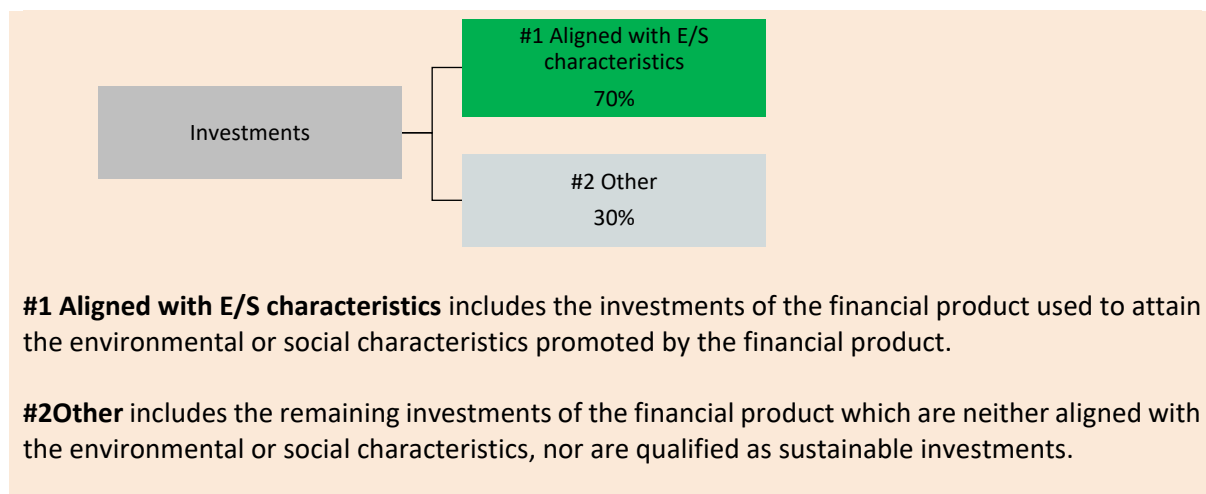 #1 Aligned with E/S
characteristics
70%
Investments
#2 Other
30%
#1 Aligned with E/S characteristics includes the investments of the financial product used to attain
the environmental or social characteristics promoted by the financial product.
#2Other includes the remaining investments of the financial product which are neither aligned with
the environmental or social characteristics, nor are qualified as sustainable investments.